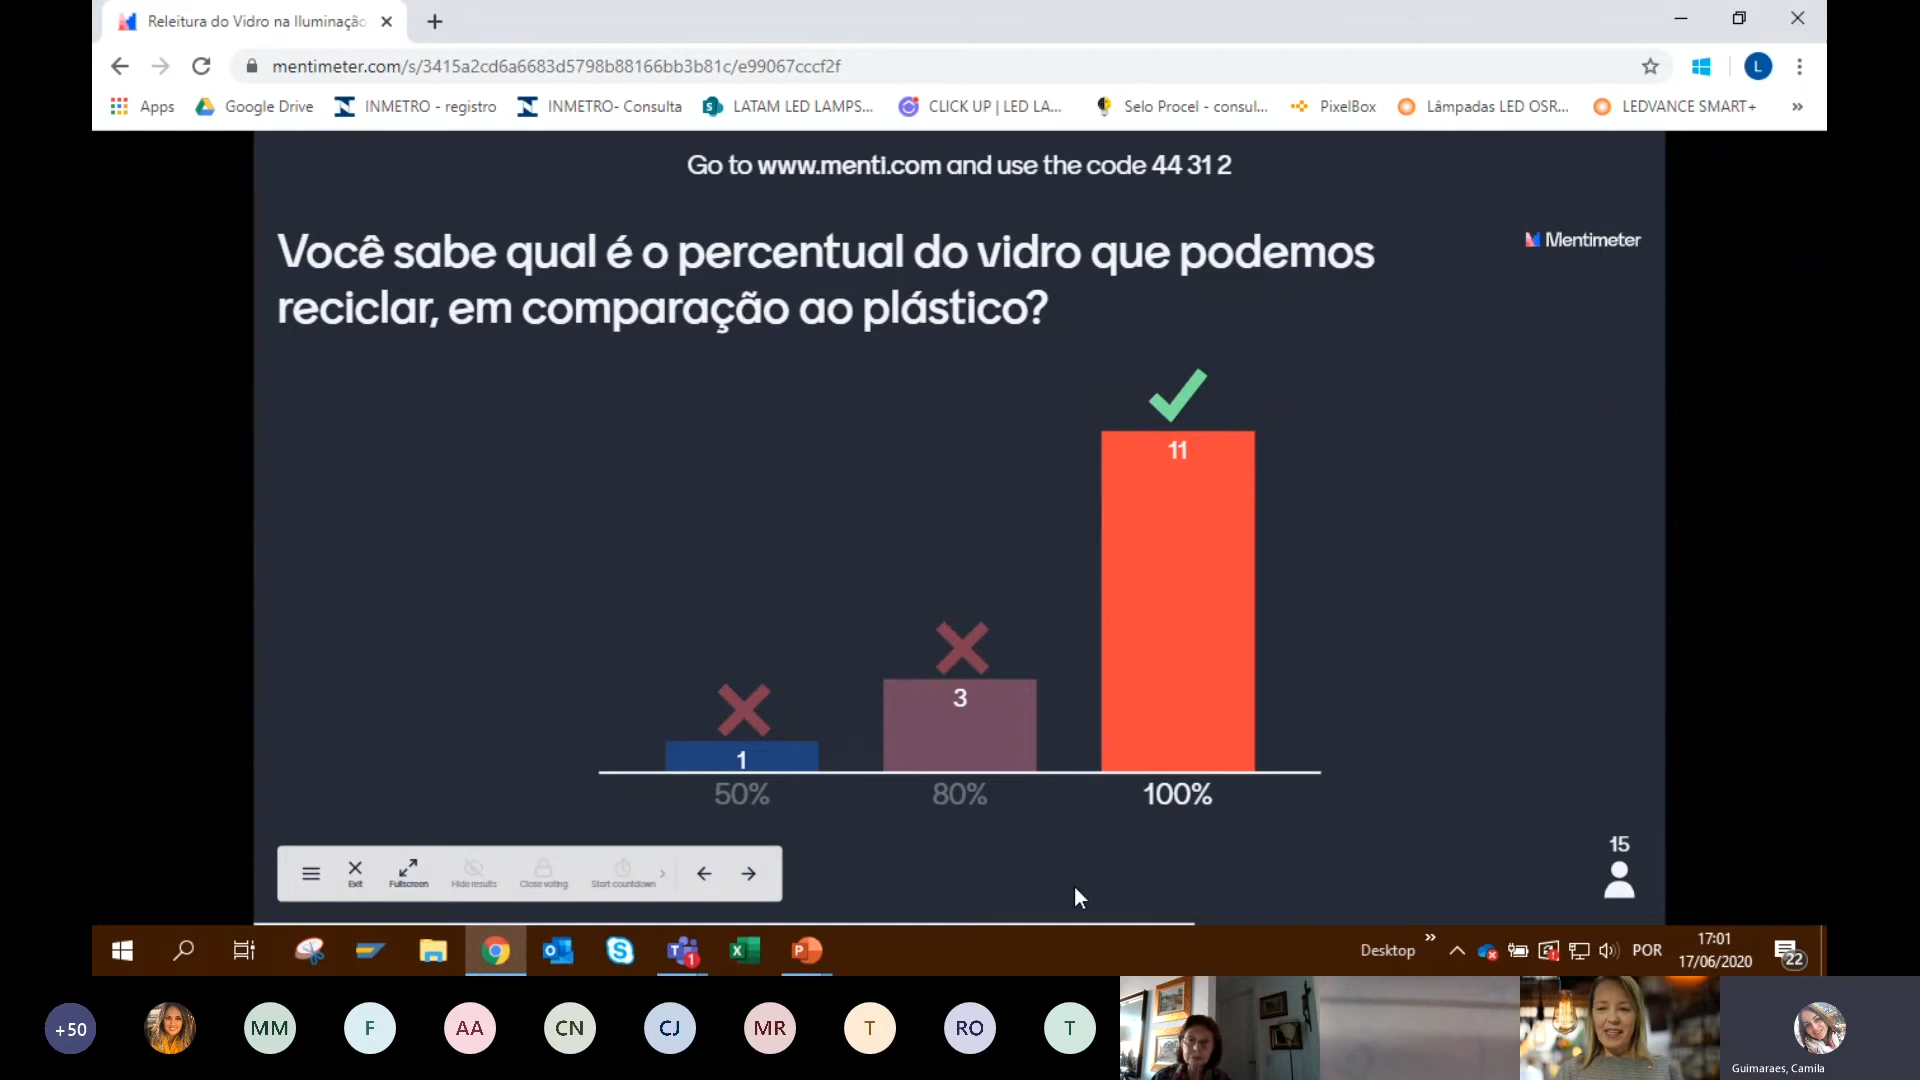 Releitura do Vidro na Iluminação
mentimeter.com/s/3415a2cd6a6683d5798b88166bb3b81c/e99067cccf2f
L
Apps
Google Drive
INMETRO - registro
INMETRO- Consulta
LATAM LED LAMPS...
CLICK UP | LED LA...
Selo Procel - consul...
PixelBox
Lâmpadas LED OSR...
LEDVANCE SMART+
»
Go to www.menti.com and use the code 44 31 2
Você sabe qual é o percentual do vidro que podemos
reciclar, em comparação ao plástico?
Mentimeter
11
3
1
50%
80%
100%
15
Exit
Fullscreen
Hide results
Close voting
Start countdown
1
Desktop
»
POR
17:01
17/06/2020
22
+50
MM
F
AA
CN
CJ
MR
T
RO
T
Guimaraes, Camila